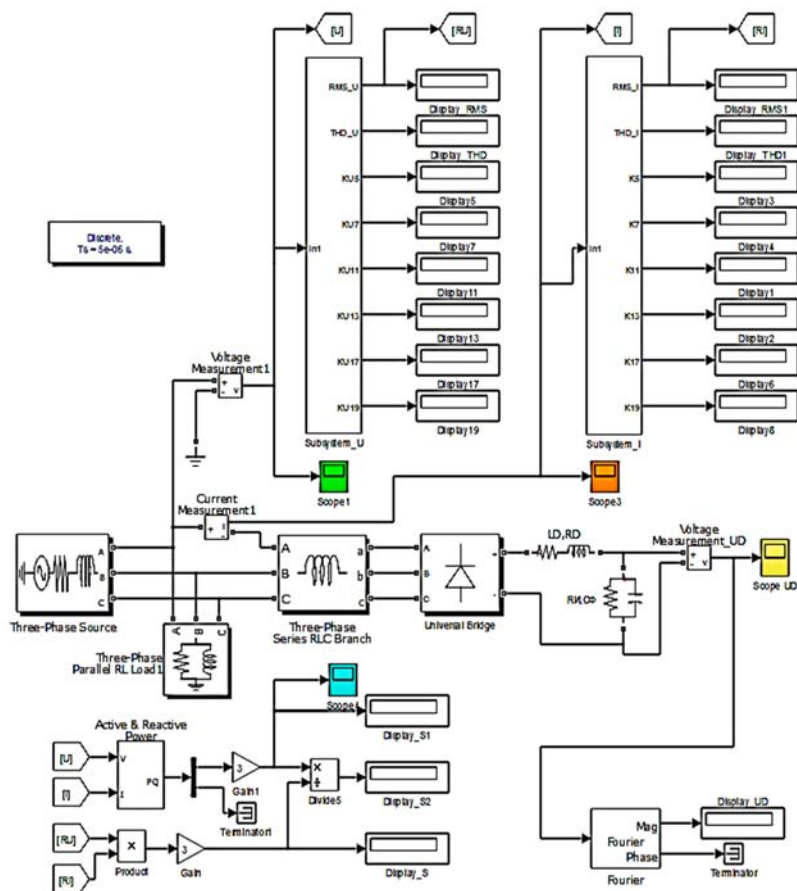 [U]
[RU]
[I]
[RI]
RMS_U
Display_RMS
THD_U
Display_THD
KU5
Display5
KU7
Display7
In1
KU11
Display11
KU13
Display13
KU17
Display17
KU19
Display19
Subsystem_U
RMS_I
Display_RMS1
THD_I
Display_THD1
K5
Display3
K7
Display4
In1
K11
Display1
K13
Display2
K17
Display6
K19
Display8
Subsystem_I
Discrete,
Ts = 5e-06 s.
Voltage
Measurement1
+
-
v
Scope1
Scope3
Current
Measurement1
+
-
i
A
B
C
Three-Phase Source
A B C
Three-Phase
Parallel RL Load1
A
B
C
a
b
c
Three-Phase
Series RLC Branch
A
B
C
+
-
Universal Bridge
LD,RD
Voltage
Measurement_UD
+
-
v
Scope UD
Active & Reactive
Power
[U]
[I]
V
I
PQ
3
Gain1
Terminator1
×
÷
Divide5
Display_S1
Display_S2
[RU]
[RI]
×
Product
3
Gain
Display_S
Mag
Fourier
Phase
Fourier
Display_UD
Terminator